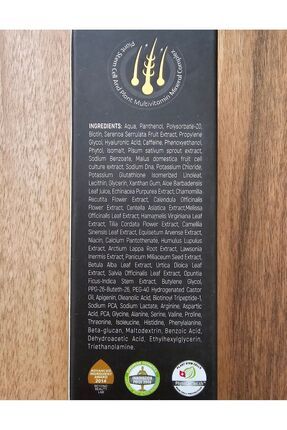 Plant Stem Cell And Plant Multivitamin Mineral Complex
INGREDIENTS: Aqua, Panthenol, Polysorbate-20,
Biotin, Serenoa Serrulata Fruit Extract, Propylene
Glycol, Hyaluronic Acid, Caffeine, Phenoxyethanol,
Phytol, Isomalt, Pisum sativum sprout extract,
Sodium Benzoate, Malus domestica fruit cell
culture extract, Sodium Dna, Potassium Chloride,
Potassium Glutathione Isomerized Linoleat,
Lecithin, Glycerin, Xanthan Gum, Aloe Barbadensis
Leaf juice, Echinacea Purpurea Extract, Chamomilla
Recutita Flower Extract, Calendula Officinalis
Flower Extract, Centella Asiatica Extract, Melissa
Officinalis Leaf Extract, Hamamelis Virginiana Leaf
Extract, Tilia Cordata Flower Extract, Camellia
Sinensis Leaf Extract, Equisetum Arvense Extract,
Niacin, Calcium Pantothenate, Humulus Lupulus
Extract, Arctium Lappa Root Extract, Lawsonia
Inermis Extract, Panicum Miliaceum Seed Extract,
Betula Alba Leaf Extract, Urtica Dioica Leaf
Extract, Salvia Officinalis Leaf Extract, Opuntia
Ficus-Indica Stem Extract, Butylene Glycol,
PPG-26-Buteth-26, PEG-40 Hydrogenated Castor
Oil, Apigenin, Oleanolic Acid, Biotinoyl Tripeptide-1,
Sodium PCA, Sodium Lactate, Arginine, Aspartic
Acid, PCA, Glycine, Alanine, Serine, Valine, Proline,
Threonine, Isoleucine, Histidine, Phenylalanine,
Beta-glucan, Maltodextrin, Benzoic Acid,
Dehydroacetic Acid, Ethylhexylglycerin,
Triethanolamine.
ADVANCED
INGREDIENT
AWARD
2014
BEYOND
BEAUTY
LAB
INNOVATION